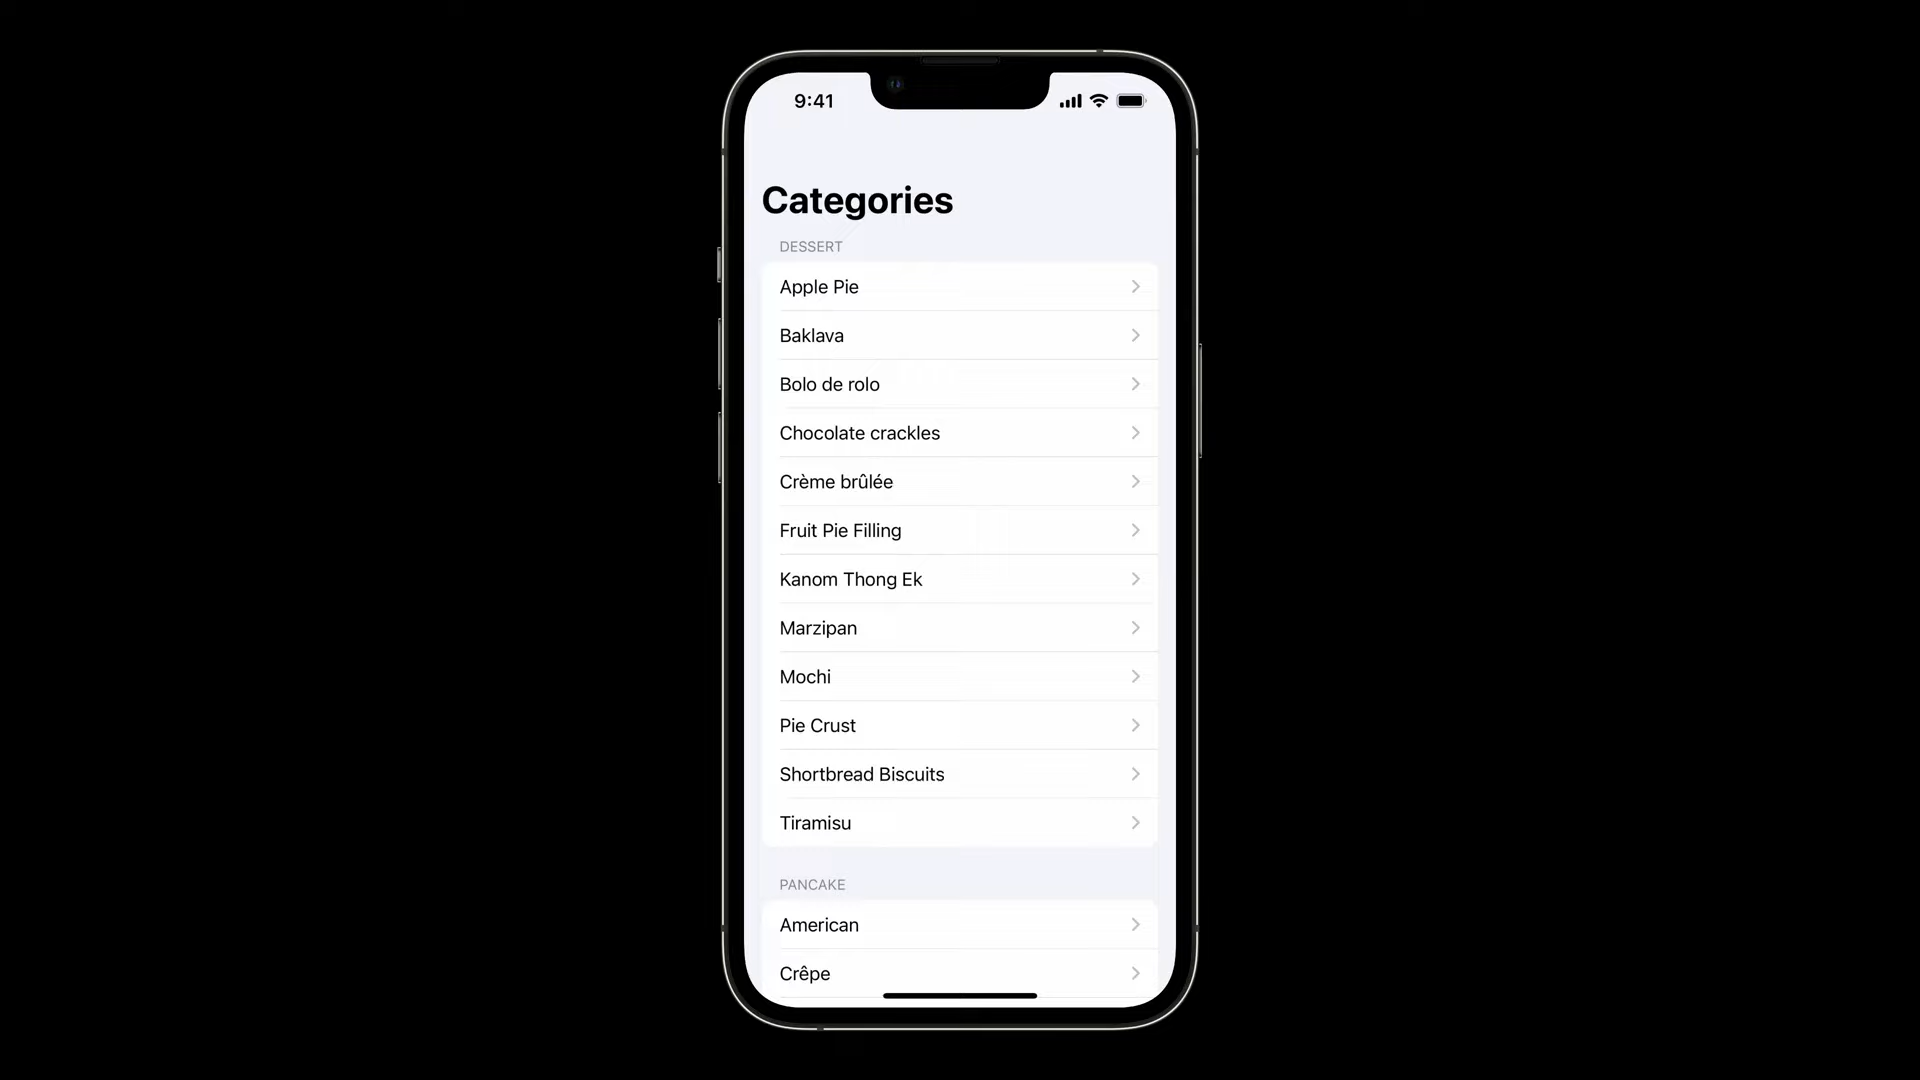 9:41
Categories
DESSERT
Apple Pie
Baklava
Bolo de rolo
Chocolate crackles
Crème brûlée
Fruit Pie Filling
Kanom Thong Ek
Marzipan
Mochi
Pie Crust
Shortbread Biscuits
Tiramisu
PANCAKE
American
Crêpe